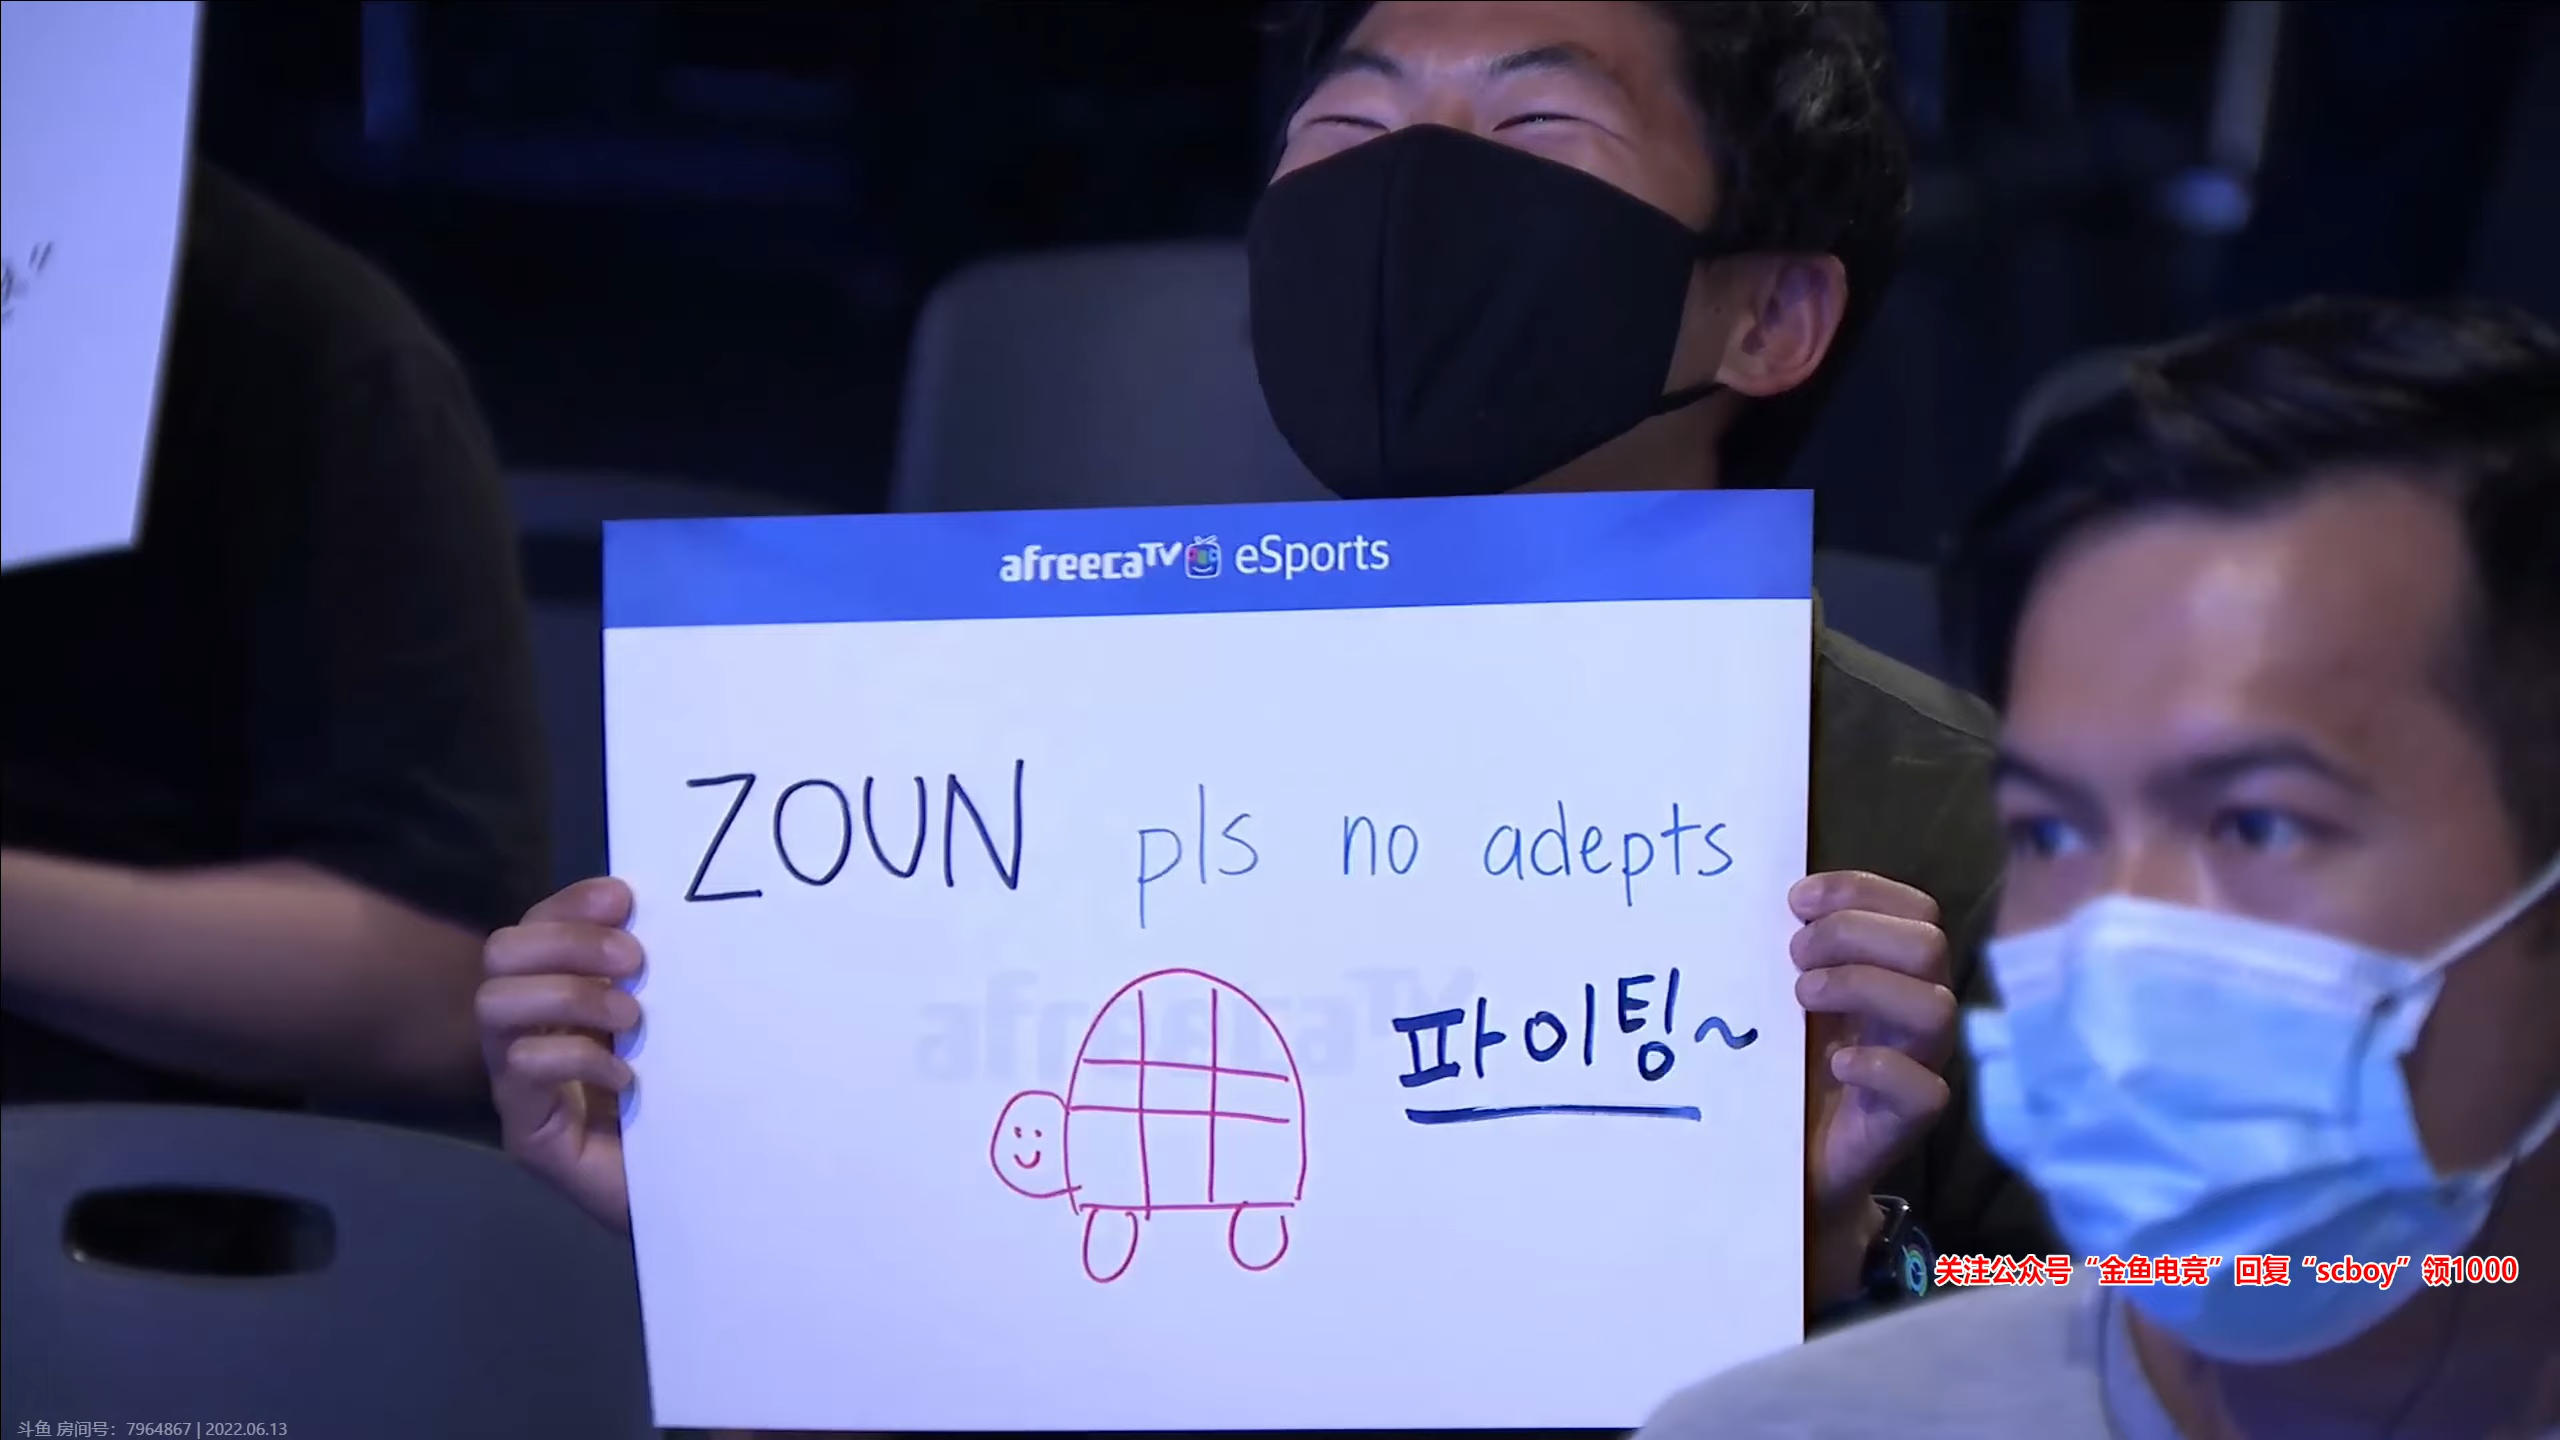 afreecaTV eSports
ZOUN pls no adepts
파이팅~
关注公众号“金鱼电竞”回复“scboy”领1000
斗鱼 房间号：7964867 | 2022.06.13